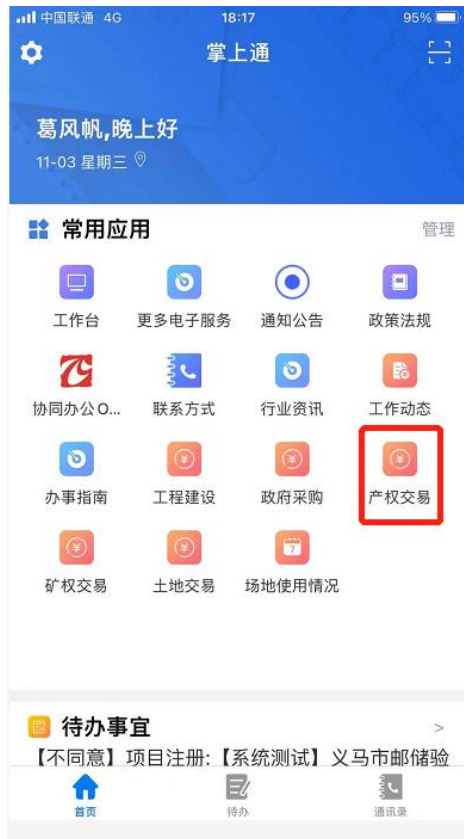 中国联通 4G 18:17 95%
掌上通
葛风帆,晚上好
11-03 星期三
常用应用 管理
工作台 更多电子服务 通知公告 政策法规
协同办公O... 联系方式 行业资讯 工作动态
办事指南 工程建设 政府采购 产权交易
矿权交易 土地交易 场地使用情况
7
待办事宜 >
【不同意】项目注册:【系统测试】义马市邮储验
首页 待办 通讯录